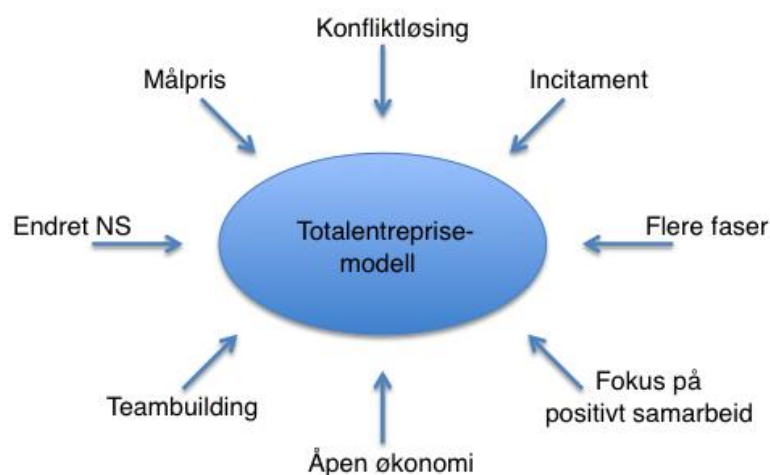 Konfliktløsing
Målpris
Incitament
Endret NS
Totalentreprise-
modell
Flere faser
Teambuilding
Fokus på
positivt samarbeid
Åpen økonomi